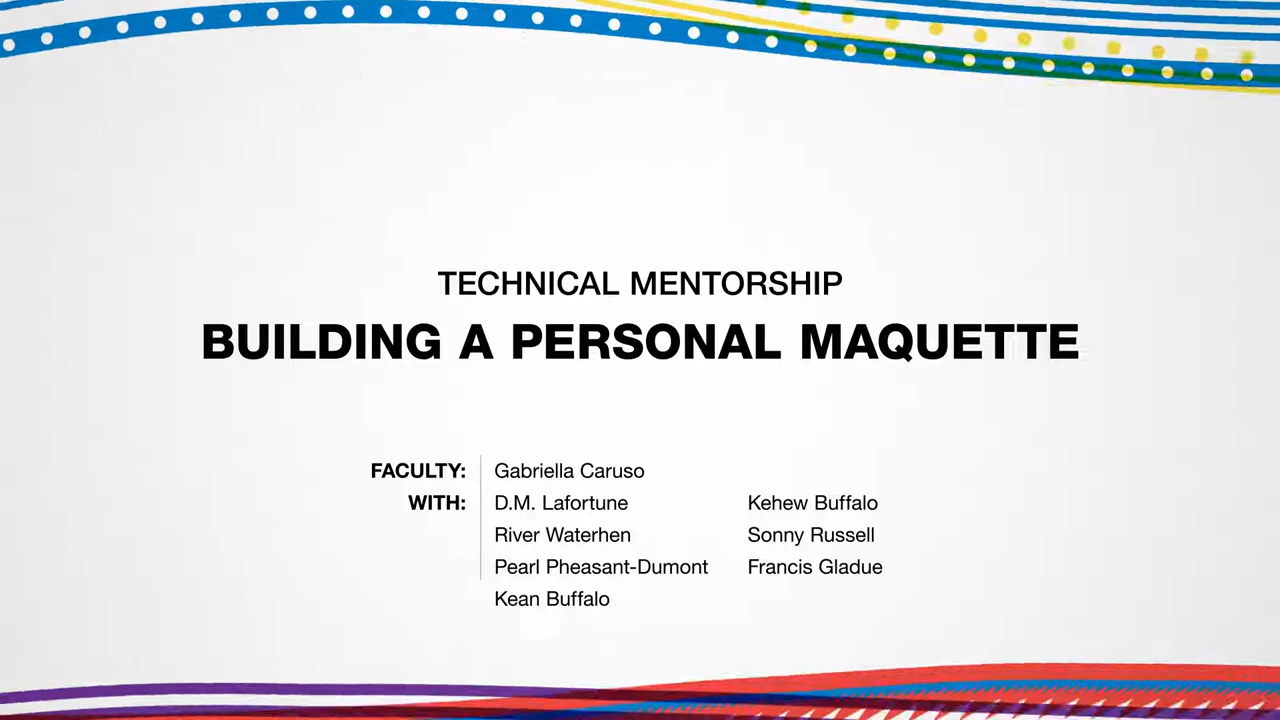 TECHNICAL MENTORSHIP
BUILDING A PERSONAL MAQUETTE
FACULTY: Gabriella Caruso
WITH: D.M. Lafortune Kehew Buffalo
River Waterhen Sonny Russell
Pearl Pheasant-Dumont Francis Gladue
Kean Buffalo